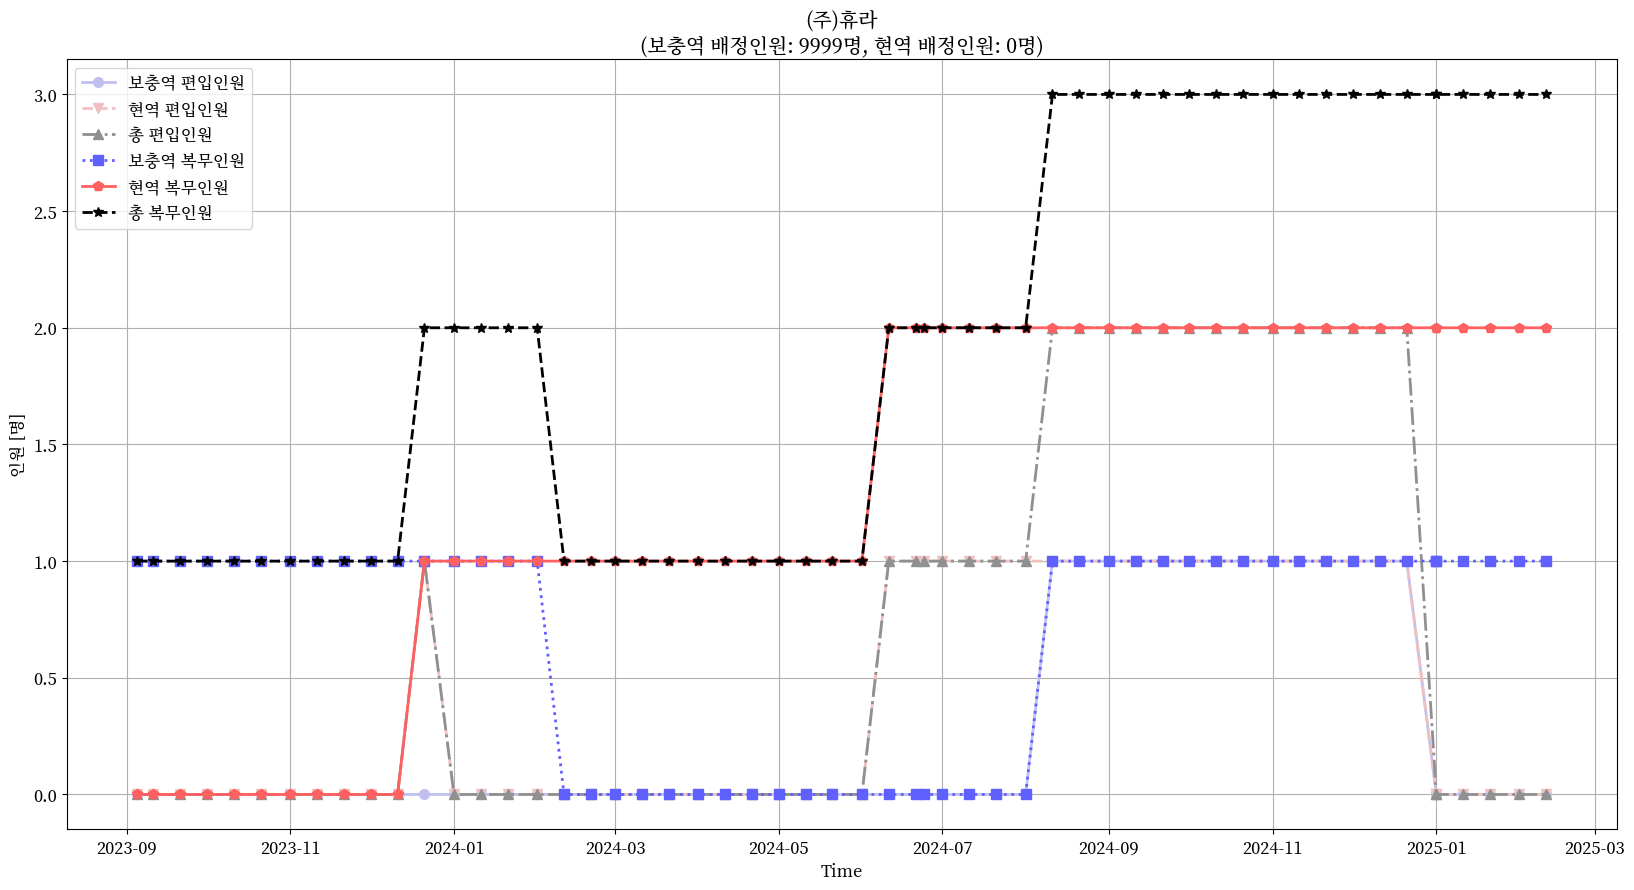 (주)휴라
(보충역 배정인원: 9999명, 현역 배정인원: 0명)
보충역 편입인원
현역 편입인원
총 편입인원
보충역 복무인원
현역 복무인원
총 복무인원
3.0
2.5
2.0
1.5
1.0
0.5
0.0
인원 [명]
2023-09
2023-11
2024-01
2024-03
2024-05
2024-07
2024-09
2024-11
2025-01
2025-03
Time